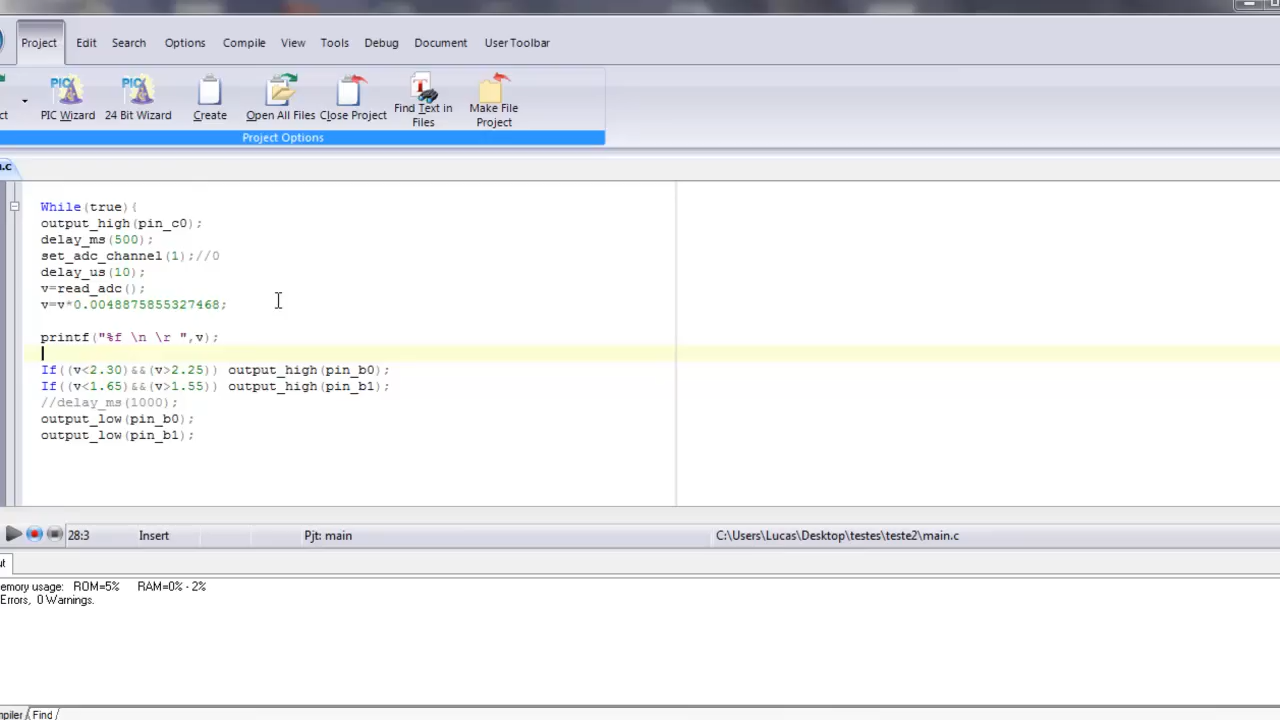 Project Edit Search Options Compile View Tools Debug Document User Toolbar
ct PIC Wizard 24 Bit Wizard Create Open All Files Close Project Find Text in Files Make File Project
Project Options
.c
While(true){
output_high(pin_c0);
delay_ms(500);
set_adc_channel(1);//0
delay_us(10);
v=read_adc();
v=v*0.0048875855327468;
printf("%f \n \r ",v);
If((v<2.30)&&(v>2.25)) output_high(pin_b0);
If((v<1.65)&&(v>1.55)) output_high(pin_b1);
//delay_ms(1000);
output_low(pin_b0);
output_low(pin_b1);
28:3 Insert Pjt: main C:\Users\Lucas\Desktop\testes\teste2\main.c
ut
emory usage: ROM=5% RAM=0% - 2%
Errors, 0 Warnings.
mpiler Find